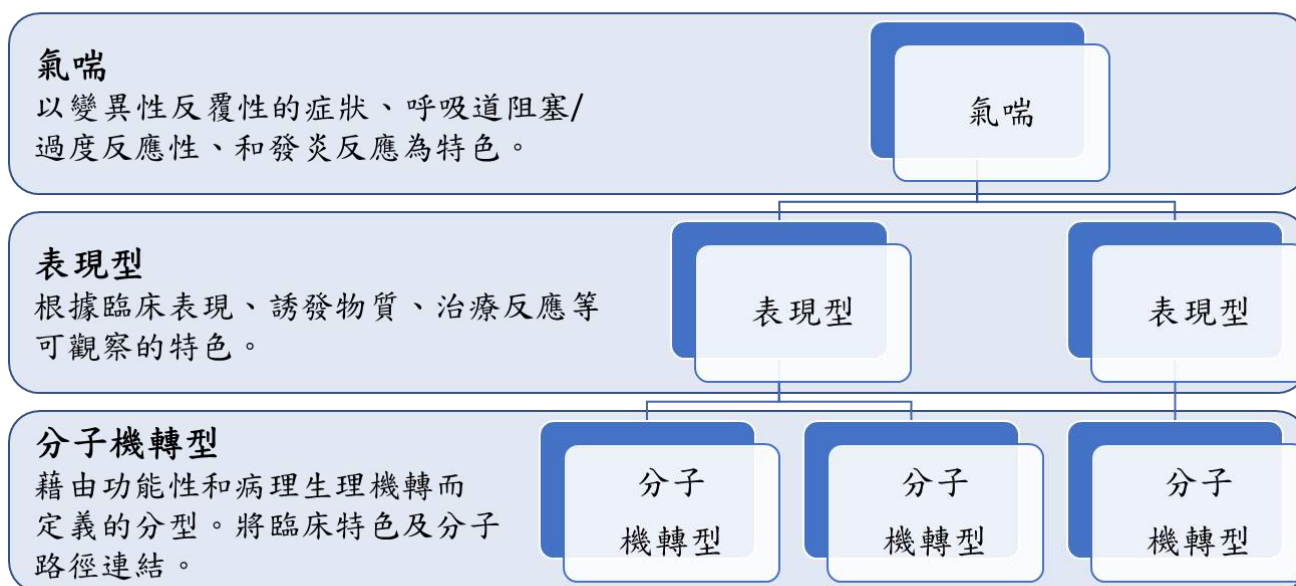 氣喘
以變異性反覆性的症狀、呼吸道阻塞/
過度反應性、和發炎反應為特色。
氣喘
表現型
根據臨床表現、誘發物質、治療反應等
可觀察的特色。
表現型
表現型
分子機轉型
藉由功能性和病理生理機轉而
定義的分型。將臨床特色及分子
路徑連結。
分子
機轉型
分子
機轉型
分子
機轉型